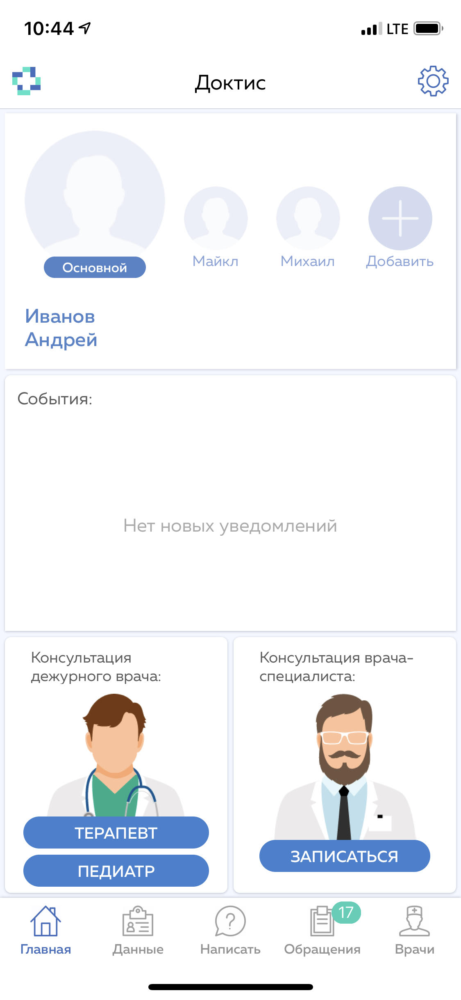 10:44
LTE
Доктис
Основной
Майкл
Михаил
Добавить
Иванов
Андрей
События:
Нет новых уведомлений
Консультация
дежурного врача:
ТЕРАПЕВТ
ПЕДИАТР
Консультация врача-
специалиста:
ЗАПИСАТЬСЯ
Главная
Данные
Написать
17
Обращения
Врачи